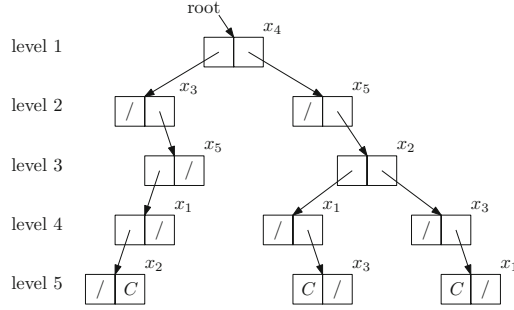 root
level 1 x₄
level 2 x₃ / / x₅
level 3 x₅ / x₂
level 4 x₁ / / x₁ / x₃
level 5 x₂ / C C / x₃ C / x₁